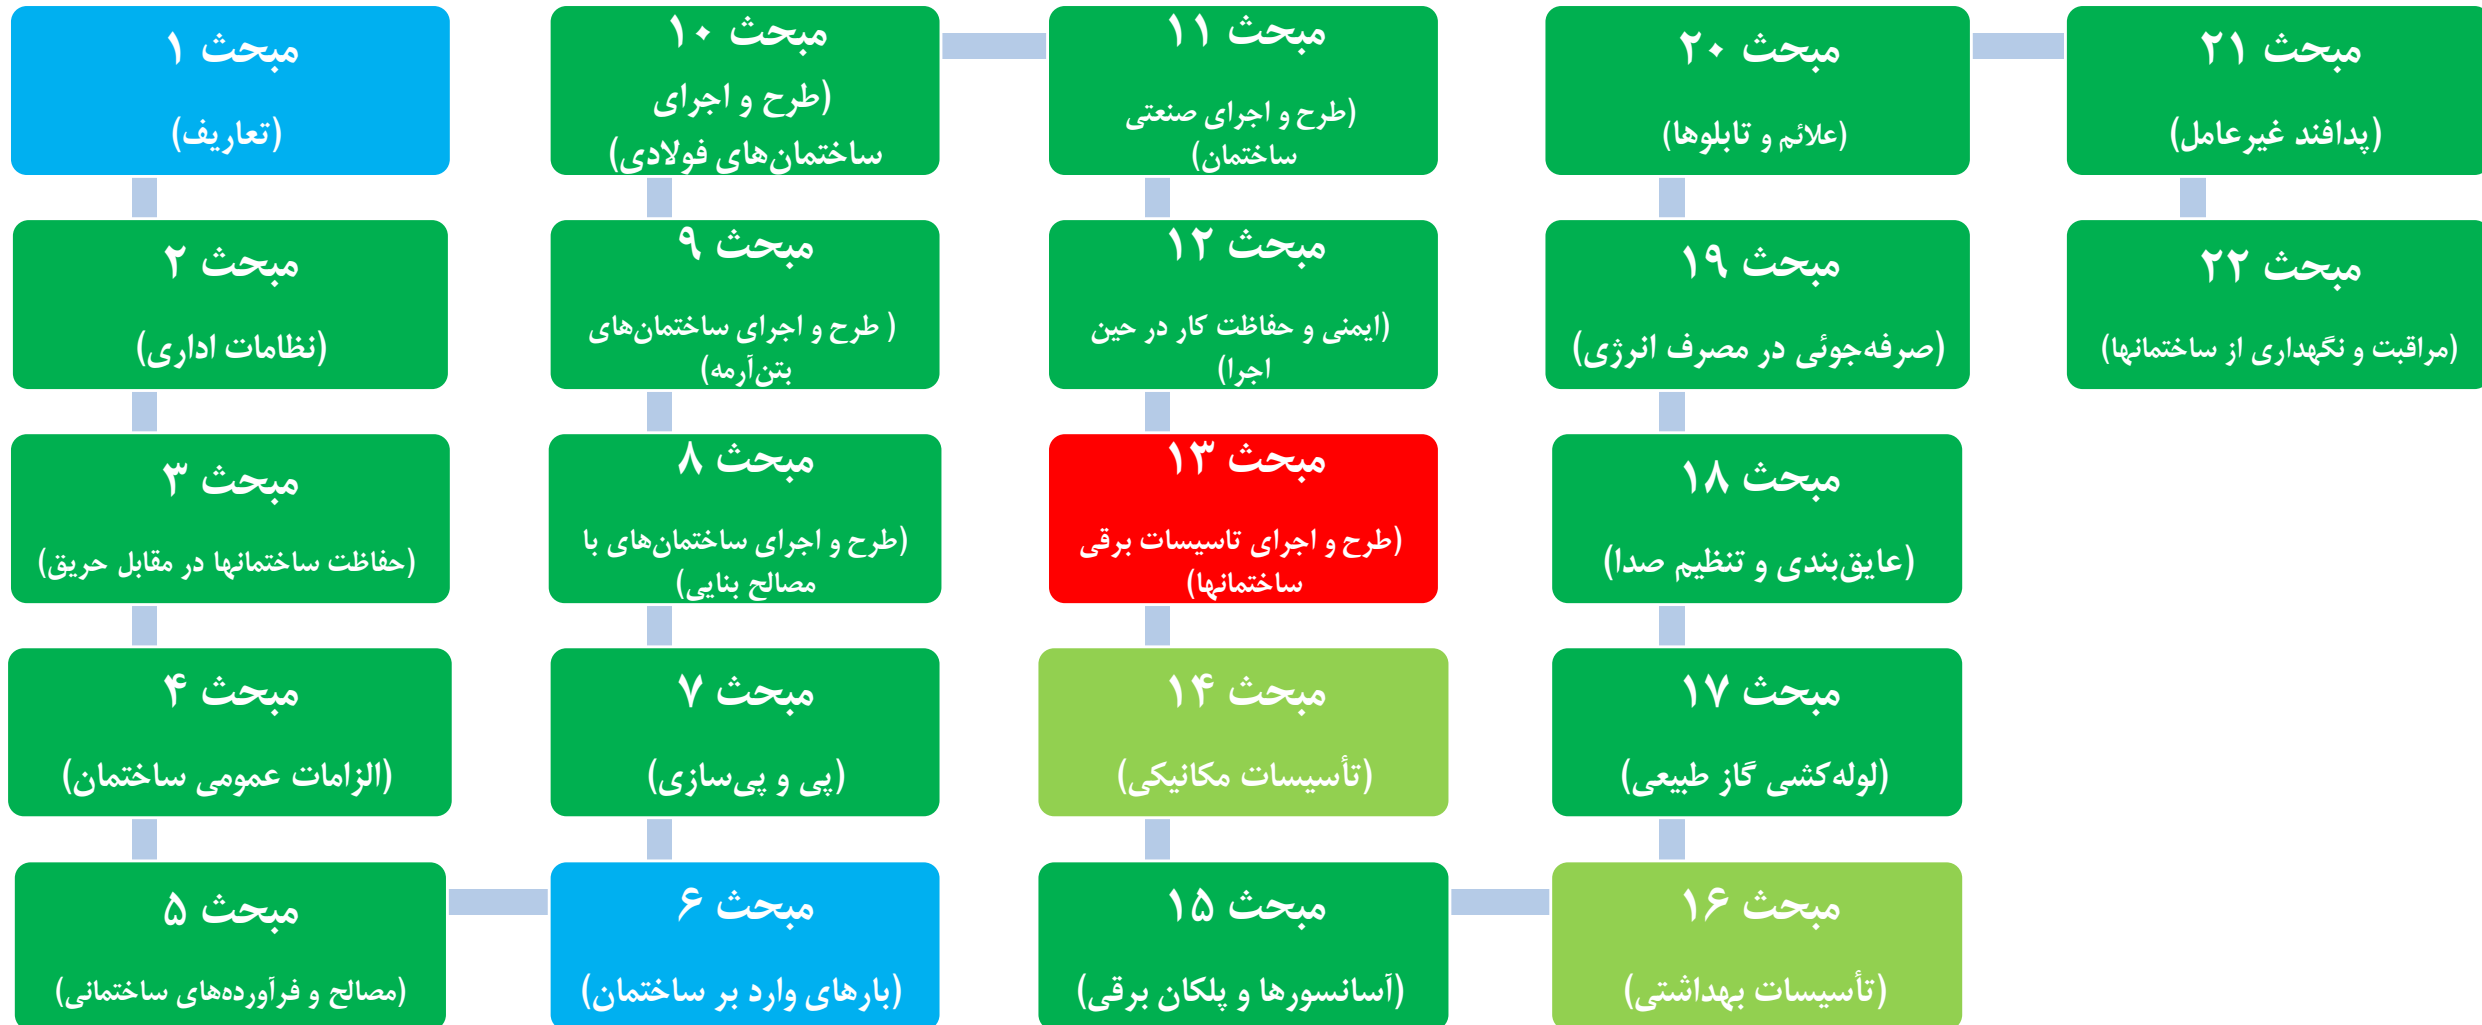 مبحث ۱
(تعاریف)
مبحث ۲
(نظامات اداری)
مبحث ۳
(حفاظت ساختمانها در مقابل حریق)
مبحث ۴
(الزامات عمومی ساختمان)
مبحث ۵
(مصالح و فرآورده‌های ساختمانی)
مبحث ۶
(بارهای وارد بر ساختمان)
مبحث ۷
(پی و پی‌سازی)
مبحث ۸
(طرح و اجرای ساختمان‌های با
مصالح بنایی)
مبحث ۹
( طرح و اجرای ساختمان‌های
بتن‌آرمه)
مبحث ۱۰
(طرح و اجرای
ساختمان‌های فولادی)
مبحث ۱۱
(طرح و اجرای صنعتی
ساختمان)
مبحث ۱۲
(ایمنی و حفاظت کار در حین
اجرا)
مبحث ۱۳
(طرح و اجرای تاسیسات برقی
ساختمانها)
مبحث ۱۴
(تأسیسات مکانیکی)
مبحث ۱۵
(آسانسورها و پلکان برقی)
مبحث ۱۶
(تأسیسات بهداشتی)
مبحث ۱۷
(لوله‌کشی گاز طبیعی)
مبحث ۱۸
(عایق‌بندی و تنظیم صدا)
مبحث ۱۹
(صرفه‌جوئی در مصرف انرژی)
مبحث ۲۰
(علائم و تابلوها)
مبحث ۲۱
(پدافند غیرعامل)
مبحث ۲۲
(مراقبت و نگهداری از ساختمانها)